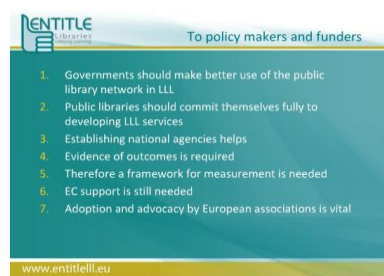 ENTITLE
Libraries
Lifelong Learning
To policy makers and funders
1. Governments should make better use of the public
library network in LLL
2. Public libraries should commit themselves fully to
developing LLL services
3. Establishing national agencies helps
4. Evidence of outcomes is required
5. Therefore a framework for measurement is needed
6. EC support is still needed
7. Adoption and advocacy by European associations is vital
www.entitlelll.eu